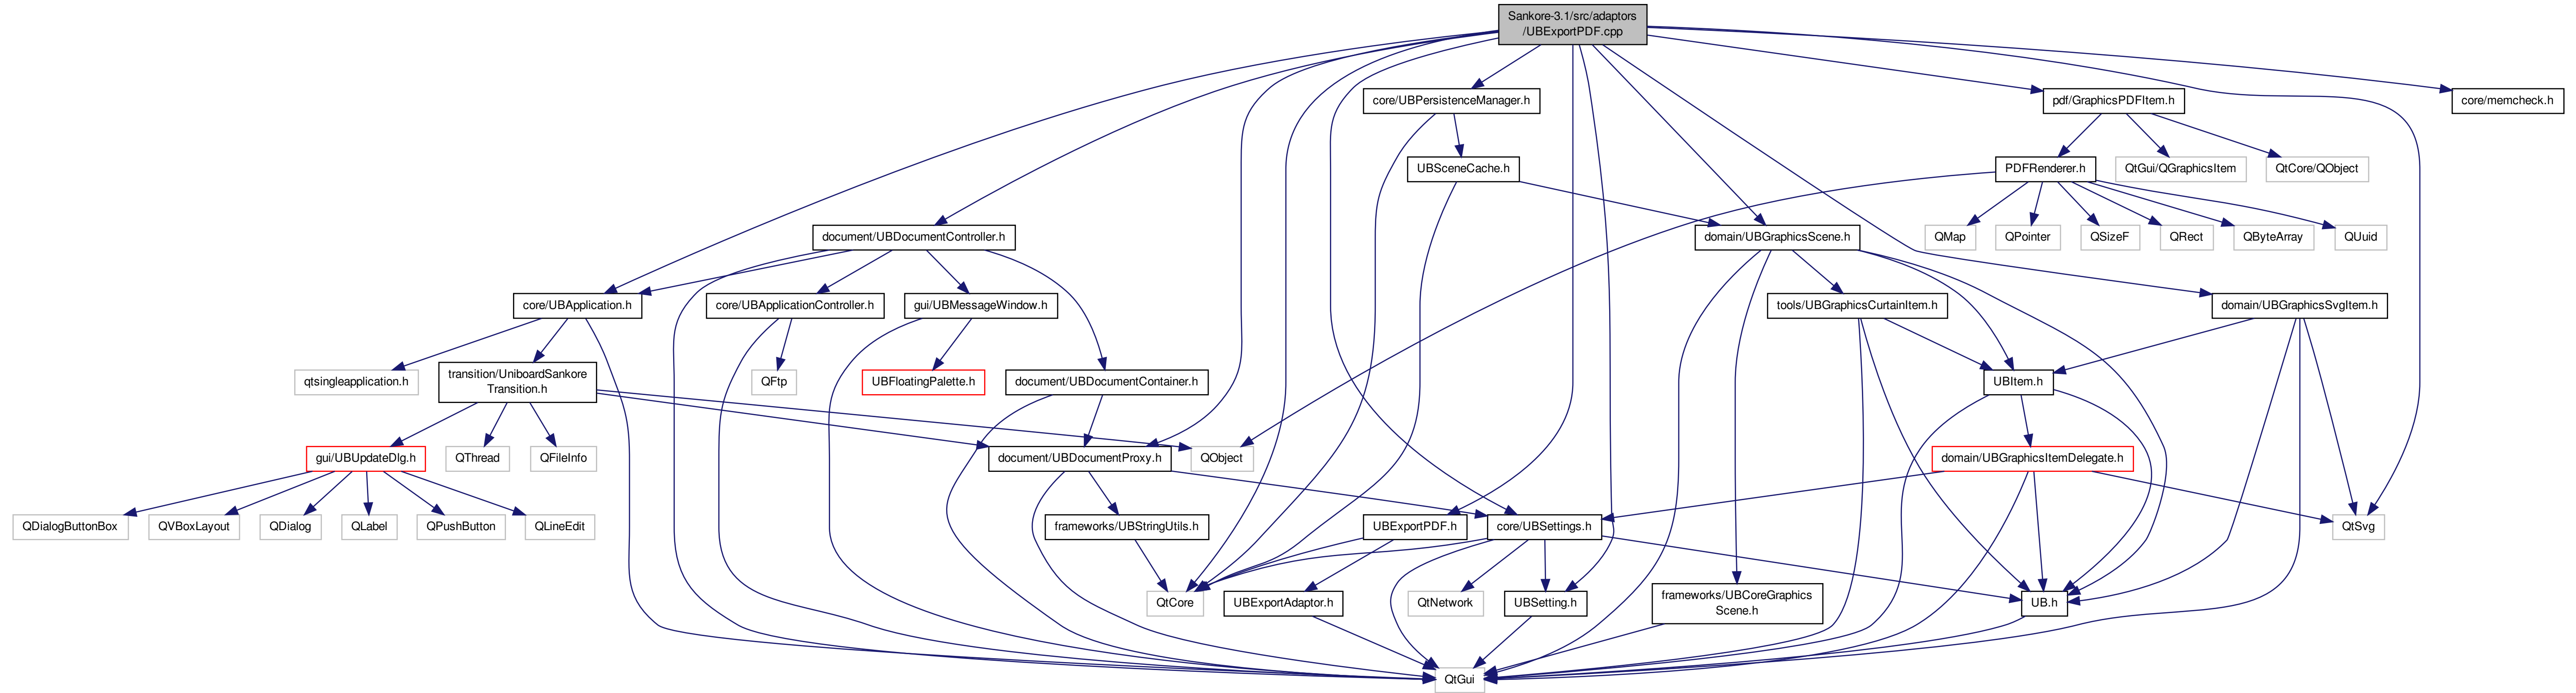 Sankore-3.1/src/adaptors
/UBExportPDF.cpp
core/UBPersistenceManager.h
pdf/GraphicsPDFItem.h
core/memcheck.h
UBSceneCache.h
PDFRenderer.h
QtGui/QGraphicsItem
QtCore/QObject
document/UBDocumentController.h
domain/UBGraphicsScene.h
QMap
QPointer
QSizeF
QRect
QByteArray
QUuid
core/UBApplication.h
core/UBApplicationController.h
gui/UBMessageWindow.h
tools/UBGraphicsCurtainItem.h
domain/UBGraphicsSvgItem.h
qtsingleapplication.h
transition/UniboardSankore
Transition.h
QFtp
UBFloatingPalette.h
document/UBDocumentContainer.h
UBItem.h
gui/UBUpdateDlg.h
QThread
QFileInfo
document/UBDocumentProxy.h
QObject
domain/UBGraphicsItemDelegate.h
QDialogButtonBox
QVBoxLayout
QDialog
QLabel
QPushButton
QLineEdit
frameworks/UBStringUtils.h
UBExportPDF.h
core/UBSettings.h
QtSvg
QtCore
UBExportAdaptor.h
QtNetwork
UBSetting.h
frameworks/UBCoreGraphics
Scene.h
UB.h
QtGui